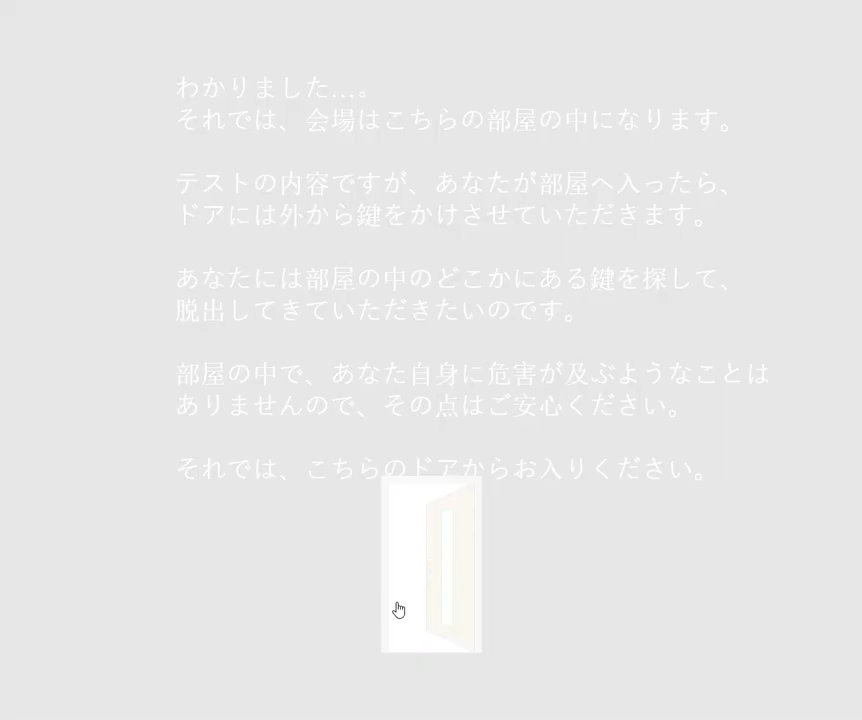 わかりました…。
それでは、会場はこちらの部屋の中になります。
テストの内容ですが、あなたが部屋へ入ったら、
ドアには外から鍵をかけさせていただきます。
あなたには部屋の中のどこかにある鍵を探して、
脱出してきていただきたいのです。
部屋の中で、あなた自身に危害が及ぶようなことは
ありませんので、その点はご安心ください。
それでは、こちらのドアからお入りください。